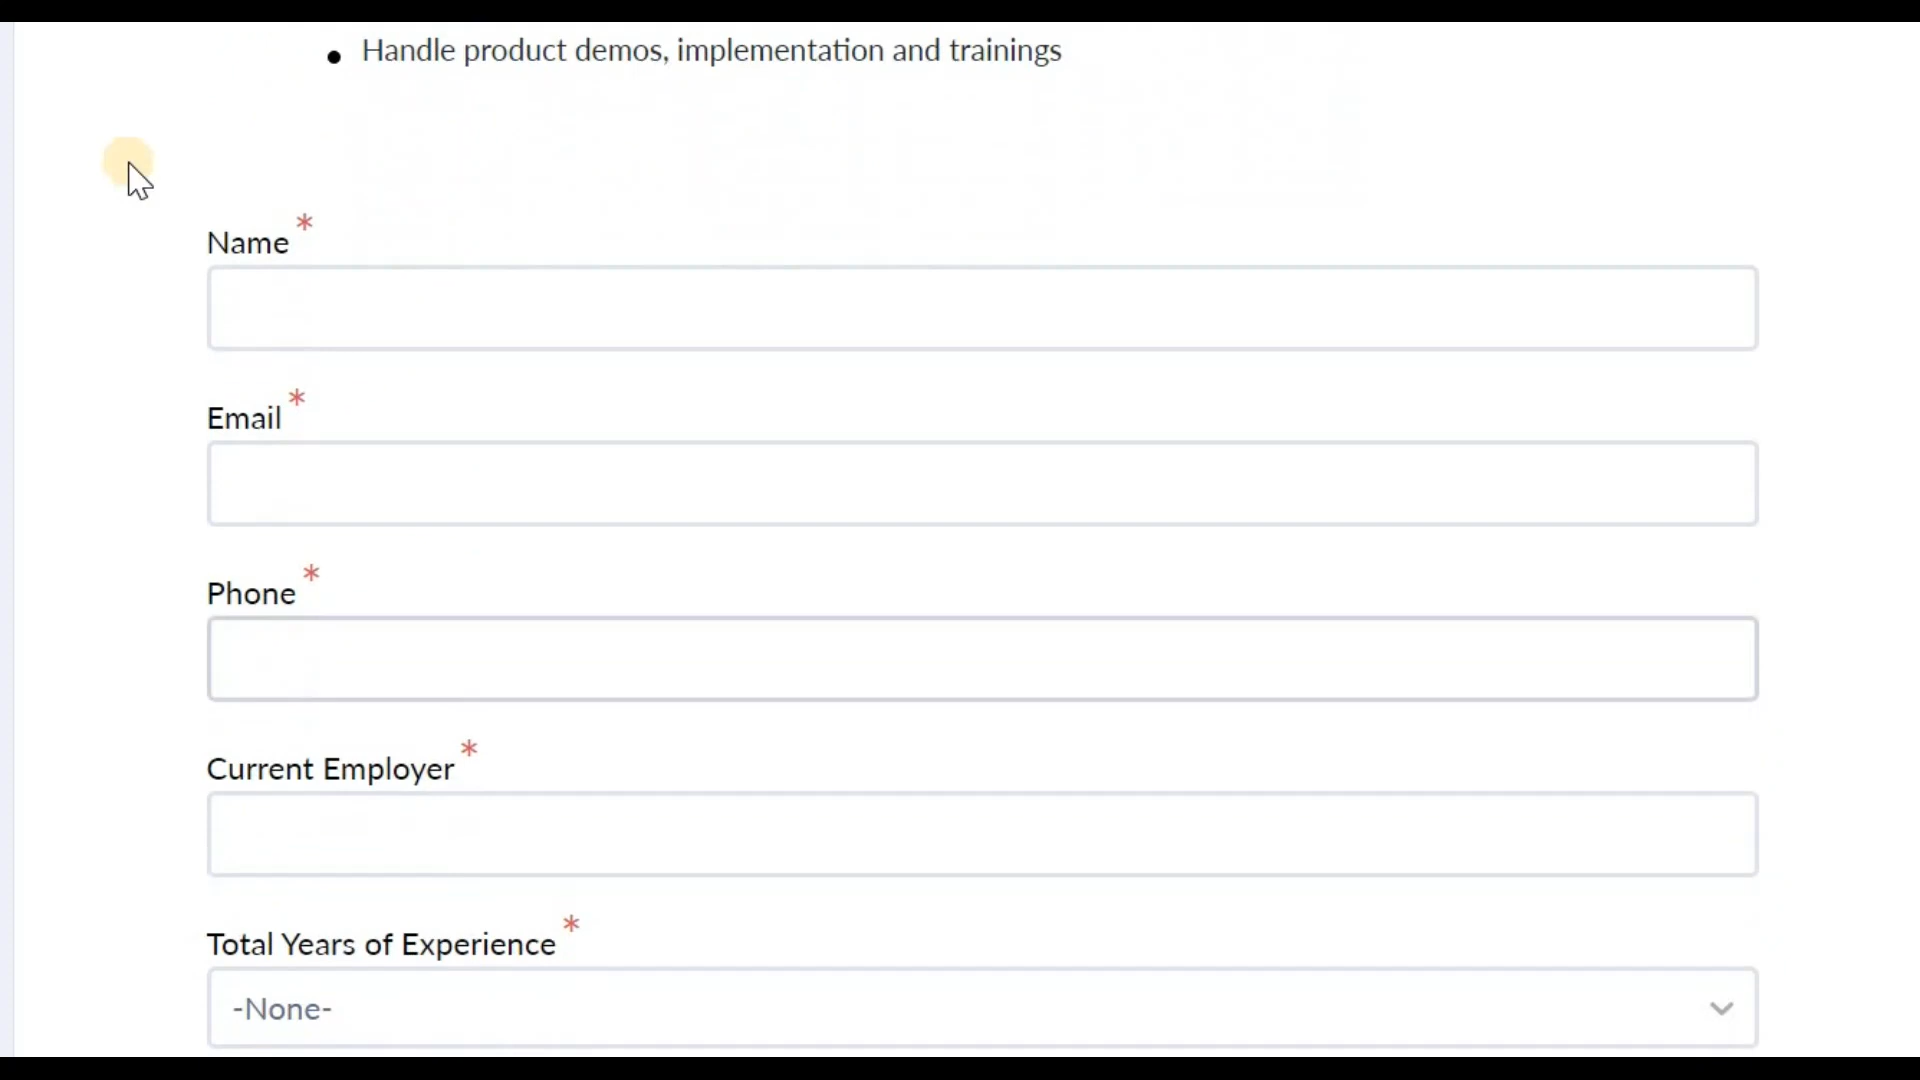 • Handle product demos, implementation and trainings
Name *
Email *
Phone *
Current Employer *
Total Years of Experience *
-None-